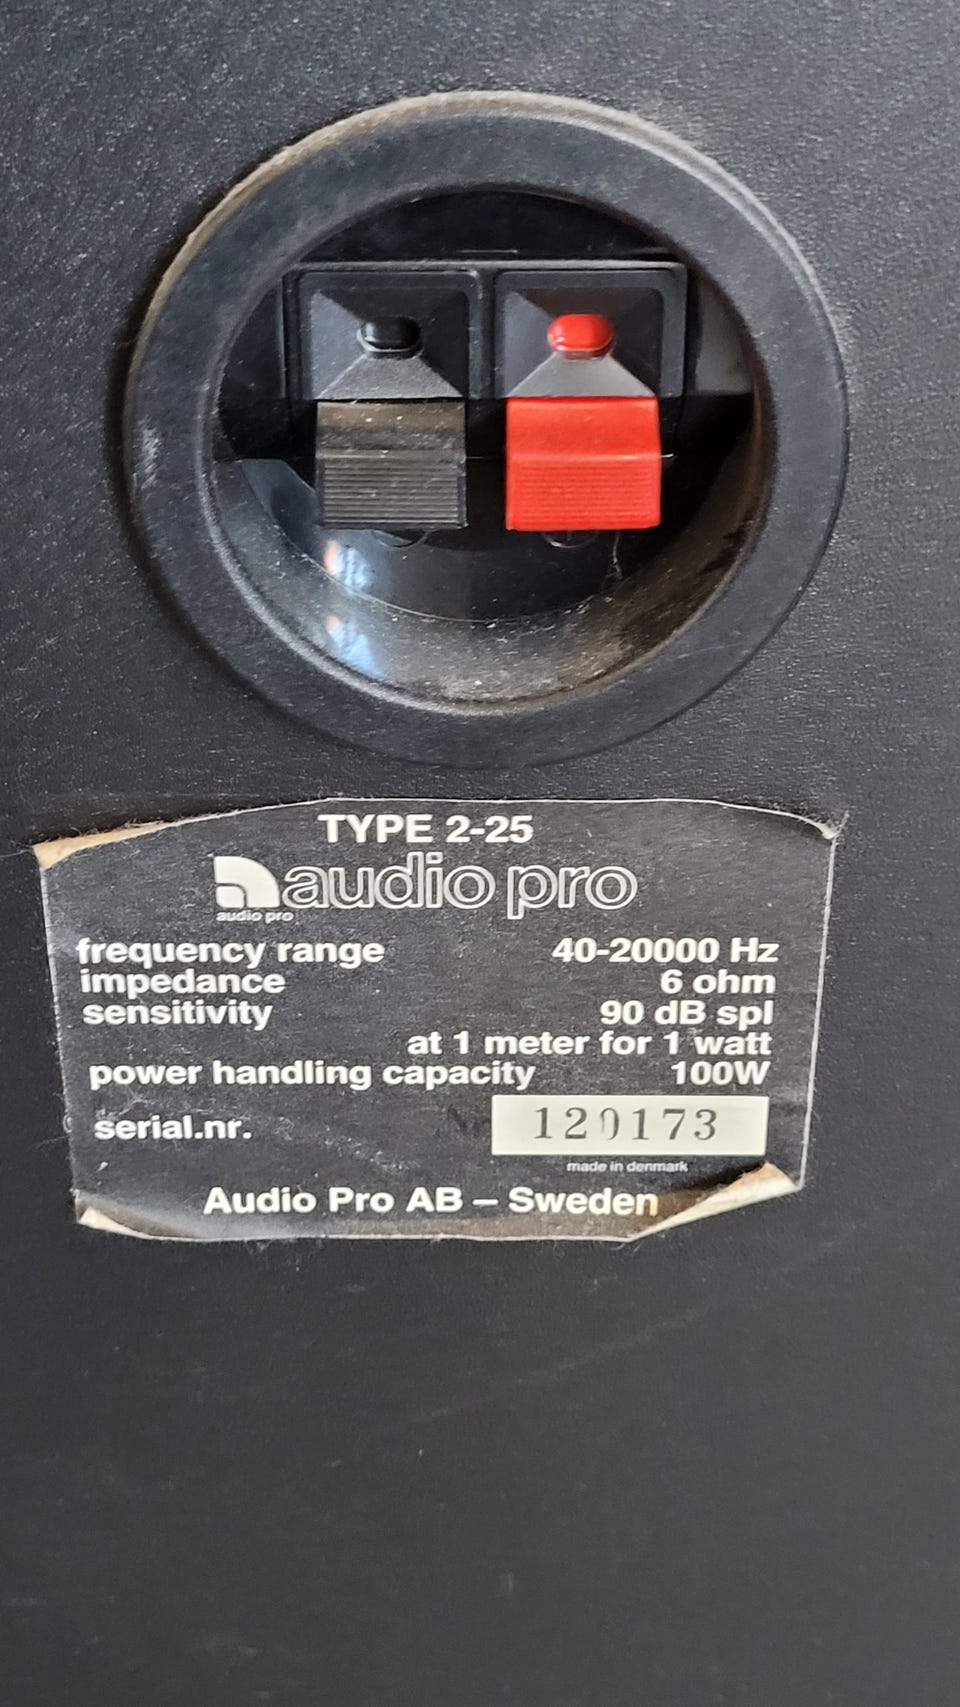 TYPE 2-25
audio pro
audio pro
frequency range 40-20000 Hz
impedance 6 ohm
sensitivity 90 dB spl
at 1 meter for 1 watt
power handling capacity 100W
serial.nr. 120173
made in denmark
Audio Pro AB – Sweden